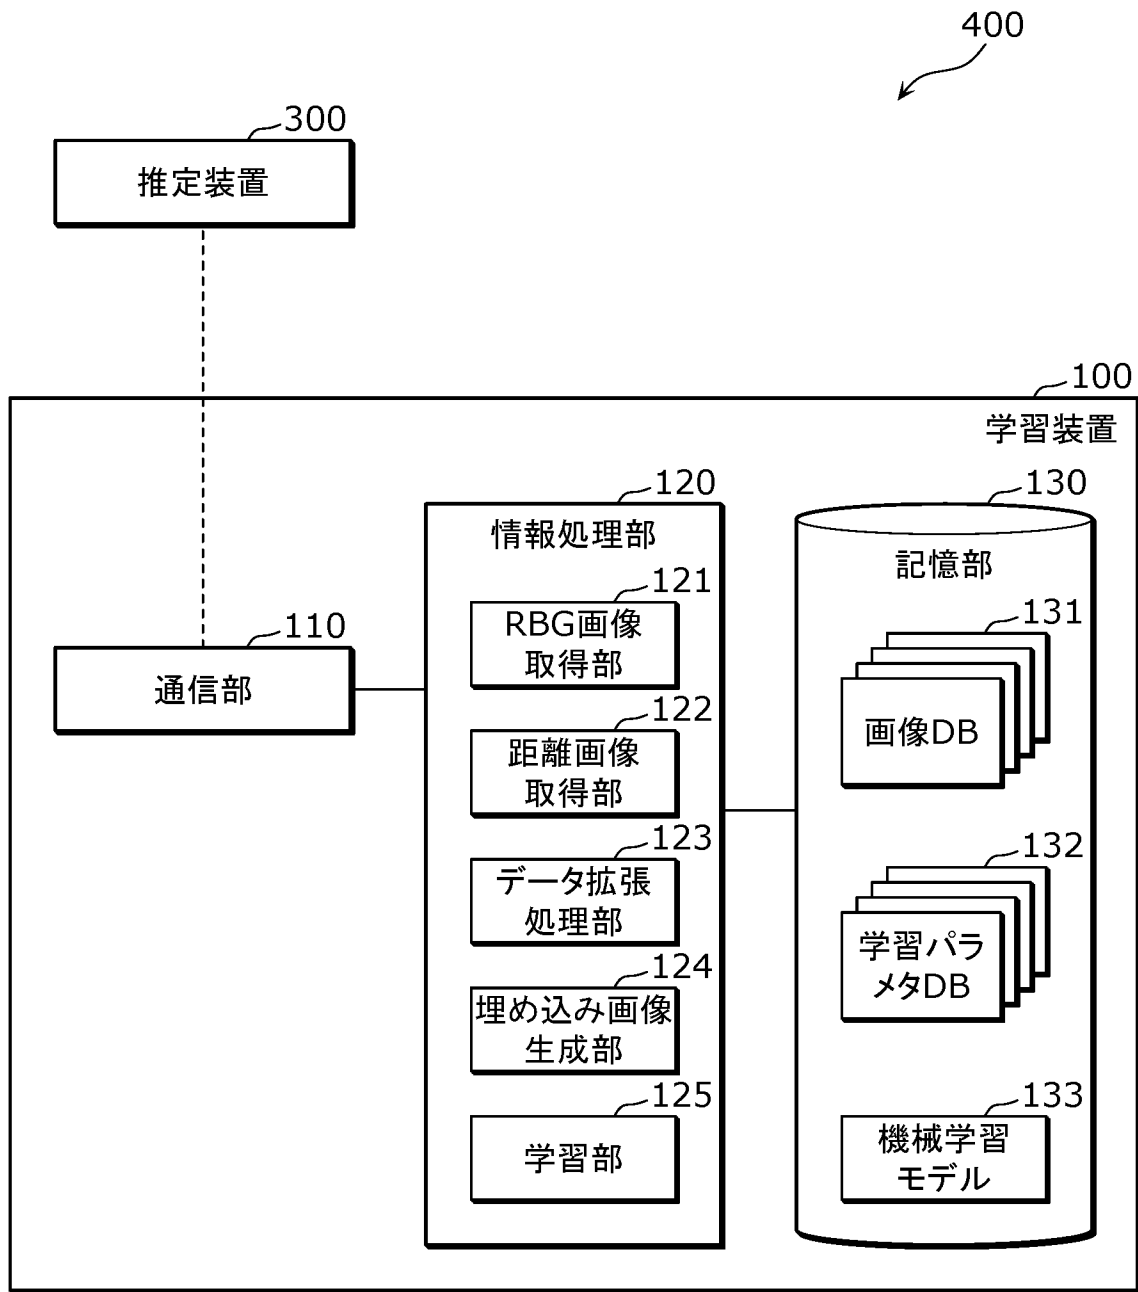 400
300
推定装置
100
学習装置
120
情報処理部
130
記憶部
121
RBG画像
取得部
131
画像DB
110
通信部
122
距離画像
取得部
123
データ拡張
処理部
132
学習パラ
メタDB
124
埋め込み画像
生成部
125
学習部
133
機械学習
モデル